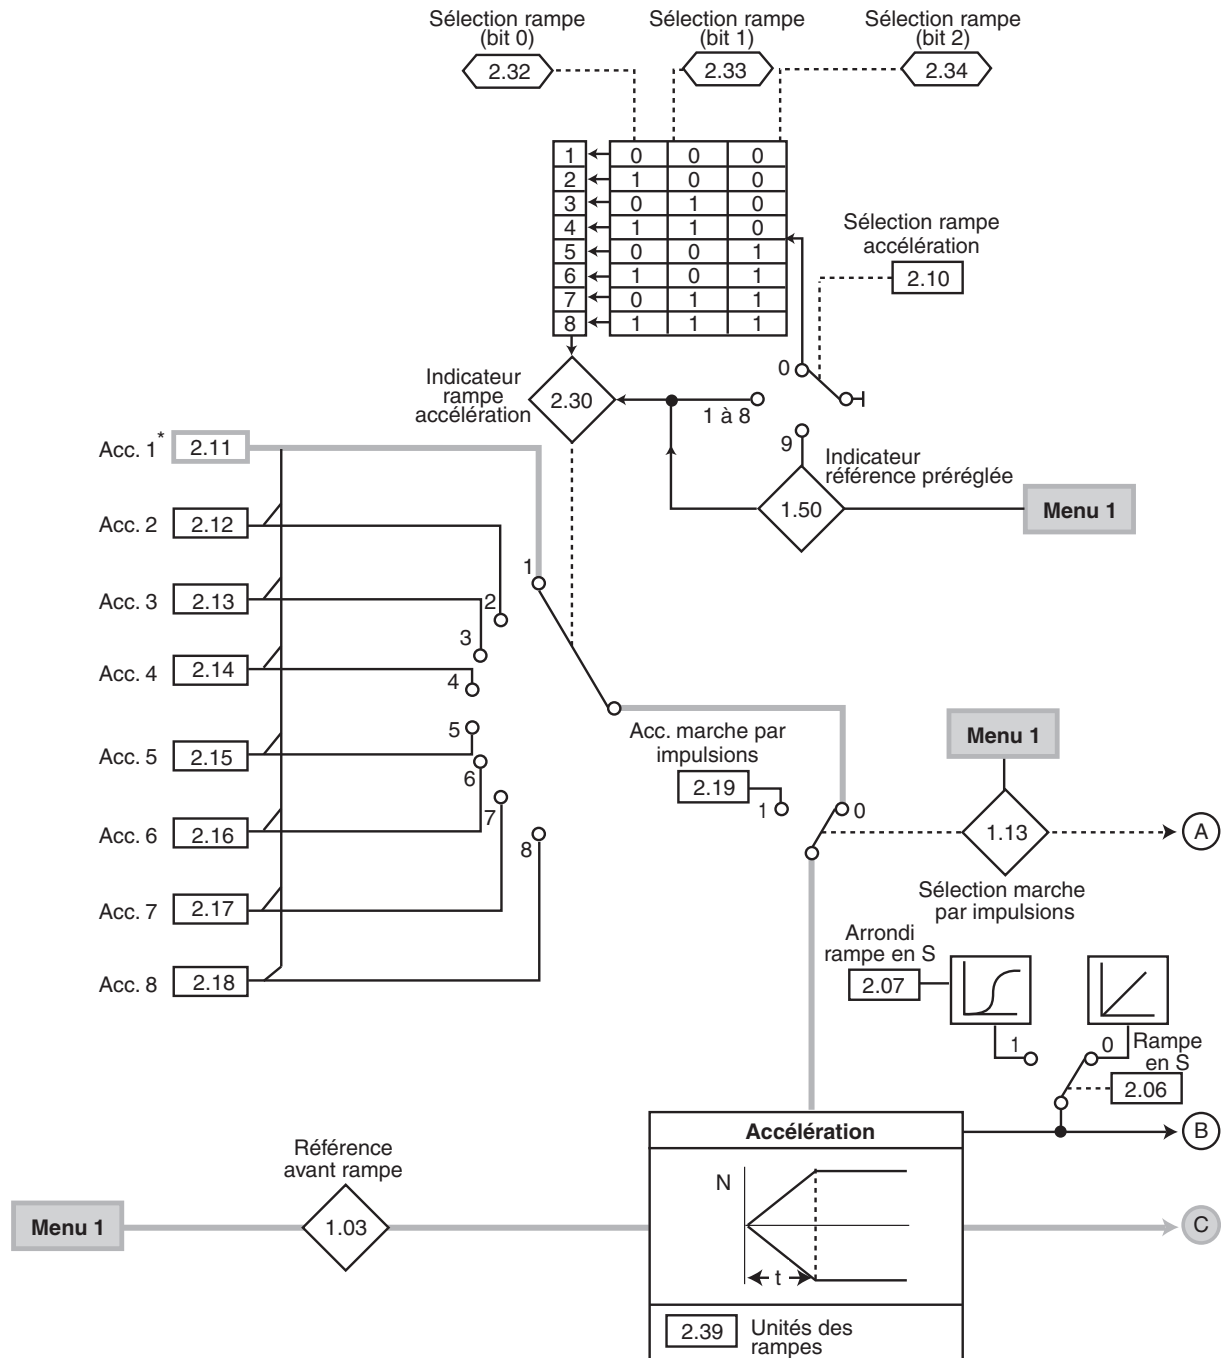 Sélection rampe
(bit 0)
Sélection rampe
(bit 1)
Sélection rampe
(bit 2)
2.32
2.33
2.34
1 0 0 0
2 1 0 0
3 0 1 0
4 1 1 0
5 0 0 1
6 1 0 1
7 0 1 1
8 1 1 1
Sélection rampe
accélération
2.10
Indicateur
rampe
accélération
2.30
0
1 à 8
9
Indicateur
référence préréglée
1.50
Menu 1
Acc. 1* 2.11
Acc. 2 2.12
Acc. 3 2.13
Acc. 4 2.14
Acc. 5 2.15
Acc. 6 2.16
Acc. 7 2.17
Acc. 8 2.18
1
2
3
4
5
6
7
8
Acc. marche par
impulsions
2.19
1
0
Menu 1
1.13
A
Sélection marche
par impulsions
Arrondi
rampe en S
2.07
1
0
Rampe
en S
2.06
B
Référence
avant rampe
Menu 1
1.03
Accélération
N
t
C
2.39
Unités des
rampes